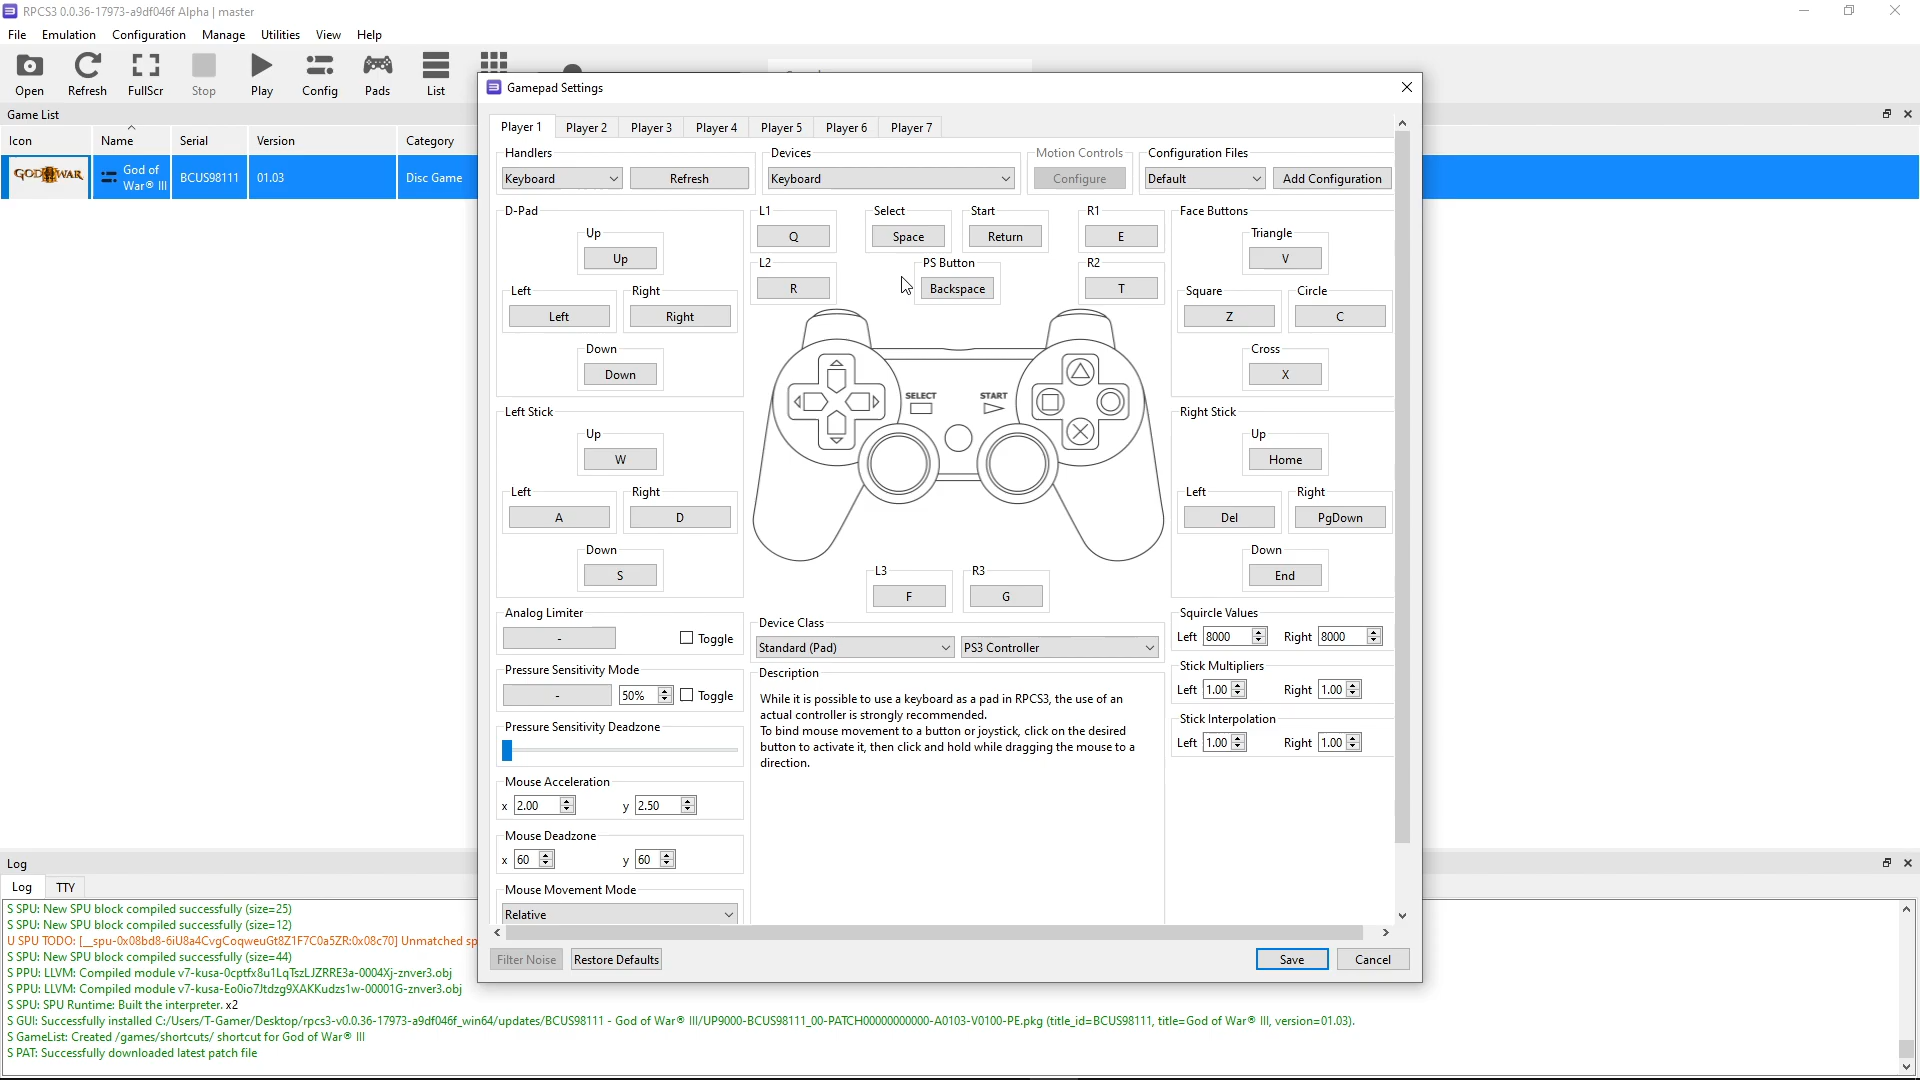 RPCS3 0.0.36-17973-a9df046f Alpha | master
File Emulation Configuration Manage Utilities View Help
Open Refresh FullScr Stop Play Config Pads List
Game List
Icon Name Serial Version Category
GOD WAR God of War® III BCUS98111 01.03 Disc Game
Gamepad Settings
Player 1 Player 2 Player 3 Player 4 Player 5 Player 6 Player 7
Handlers Devices Motion Controls Configuration Files
Keyboard Refresh Keyboard Configure Default Add Configuration
D-Pad L1 Select Start R1 Face Buttons
Up Q Space Return E Triangle
Up L2 PS Button R2 V
Left Right R Backspace T Square Circle
Left Right Z C
Down Cross
Down X
SELECT START
Left Stick Right Stick
Up Up
W Home
Left Right Left Right
A D Del PgDown
Down Down
S End
L3 R3
F G
Analog Limiter Squircle Values
- Toggle Left 8000 Right 8000
Device Class
Standard (Pad) PS3 Controller
Pressure Sensitivity Mode Stick Multipliers
- 50% Toggle Left 1.00 Right 1.00
Description
While it is possible to use a keyboard as a pad in RPCS3, the use of an
actual controller is strongly recommended.
To bind mouse movement to a button or joystick, click on the desired
button to activate it, then click and hold while dragging the mouse to a
direction.
Pressure Sensitivity Deadzone Stick Interpolation
Left 1.00 Right 1.00
Mouse Acceleration
x 2.00 y 2.50
Mouse Deadzone
x 60 y 60
Mouse Movement Mode
Relative
Filter Noise Restore Defaults Save Cancel
Log
Log TTY
S SPU: New SPU block compiled successfully (size=25)
S SPU: New SPU block compiled successfully (size=12)
U SPU TODO: [__spu-0x08bd8-6iU8a4CvgCoqweuGt8Z1F7C0a5ZR:0x08c70] Unmatched sp
S SPU: New SPU block compiled successfully (size=44)
S PPU: LLVM: Compiled module v7-kusa-0cptfx8u1LqTszLJZRRE3a-0004Xj-znver3.obj
S PPU: LLVM: Compiled module v7-kusa-Eo0io7Jtdzg9XAKKudzs1w-00001G-znver3.obj
S SPU: SPU Runtime: Built the interpreter. x2
S GUI: Successfully installed C:/Users/T-Gamer/Desktop/rpcs3-v0.0.36-17973-a9df046f_win64/updates/BCUS98111 - God of War® III/UP9000-BCUS98111_00-PATCH00000000000-A0103-V0100-PE.pkg (title_id=BCUS98111, title=God of War® III, version=01.03).
S GameList: Created /games/shortcuts/ shortcut for God of War® III
S PAT: Successfully downloaded latest patch file